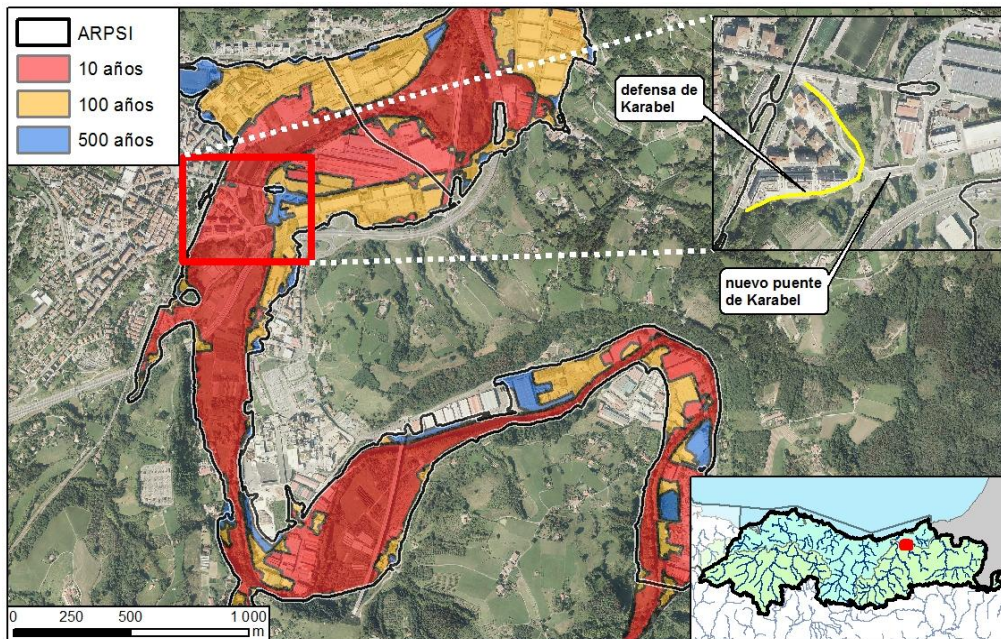 ARPSI
10 años
100 años
500 años
defensa de
Karabel
nuevo puente
de Karabel
0 250 500 1 000
m